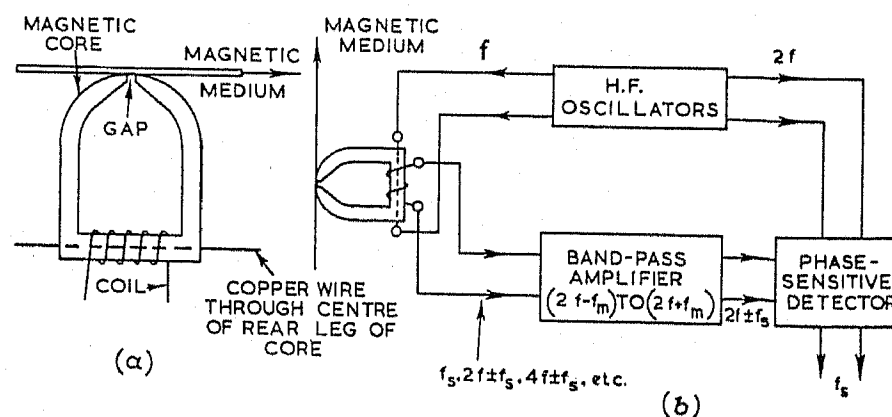 MAGNETIC
CORE
MAGNETIC
MEDIUM
GAP
COIL
COPPER WIRE
THROUGH CENTRE
OF REAR LEG OF
CORE
(a)
MAGNETIC
MEDIUM
f
H.F.
OSCILLATORS
2f
BAND-PASS
AMPLIFIER
(2f-fm) TO (2f+fm)
PHASE-
SENSITIVE
DETECTOR
2f±fs
fs, 2f±fs, 4f±fs, etc.
fs
(b)